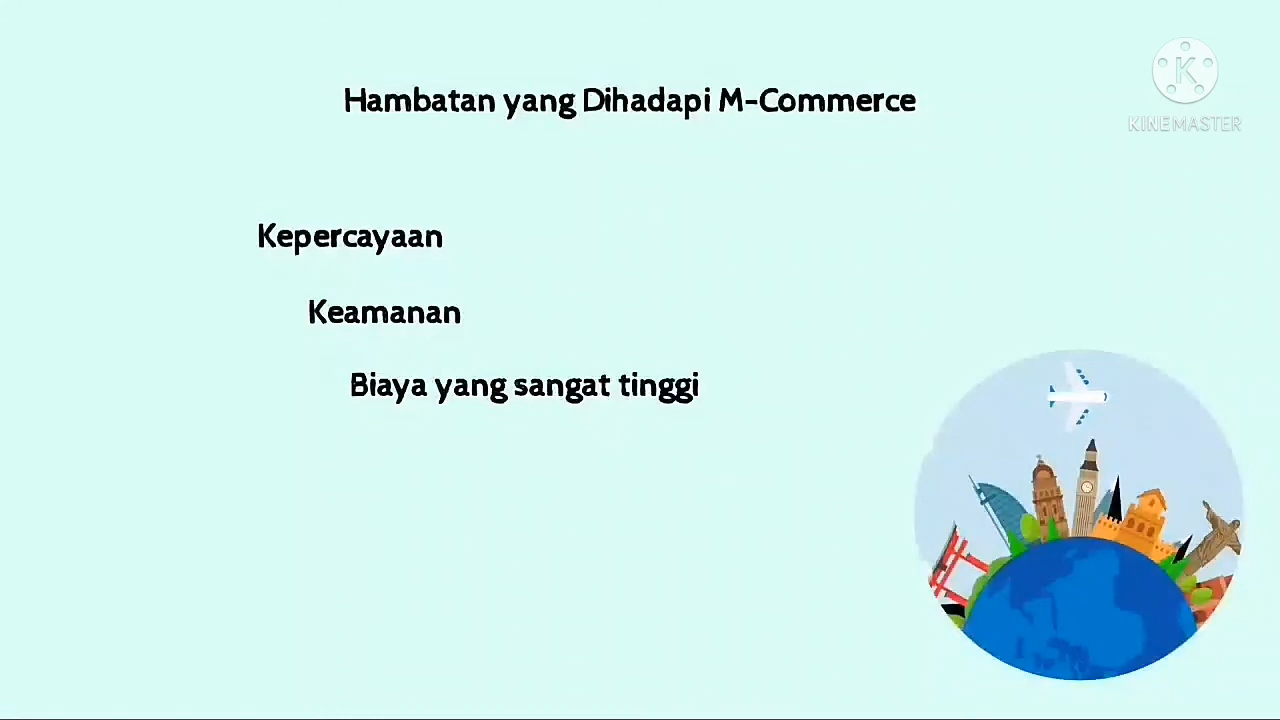 Hambatan yang Dihadapi M-Commerce
K
KINEMASTER
Kepercayaan
Keamanan
Biaya yang sangat tinggi